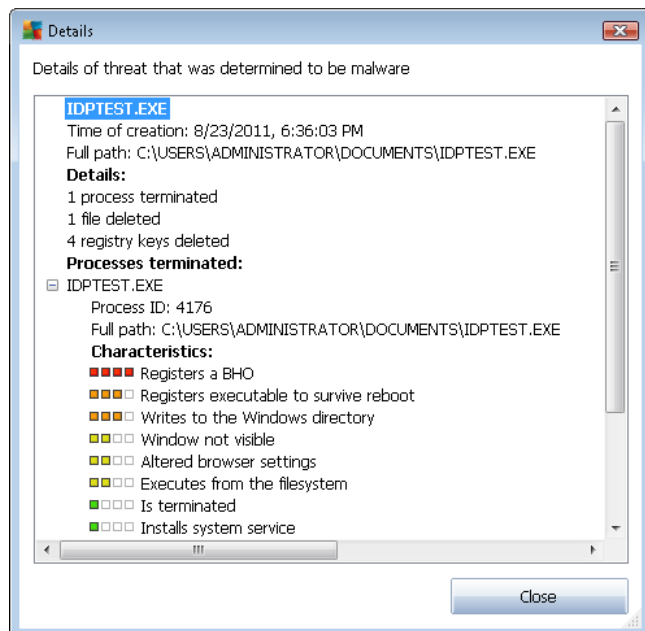 Details
Details of threat that was determined to be malware
IDPTEST.EXE
Time of creation: 8/23/2011, 6:36:03 PM
Full path: C:\USERS\ADMINISTRATOR\DOCUMENTS\IDPTEST.EXE
Details:
1 process terminated
1 file deleted
4 registry keys deleted
Processes terminated:
IDPTEST.EXE
Process ID: 4176
Full path: C:\USERS\ADMINISTRATOR\DOCUMENTS\IDPTEST.EXE
Characteristics:
Registers a BHO
Registers executable to survive reboot
Writes to the Windows directory
Window not visible
Altered browser settings
Executes from the filesystem
Is terminated
Installs system service
Close